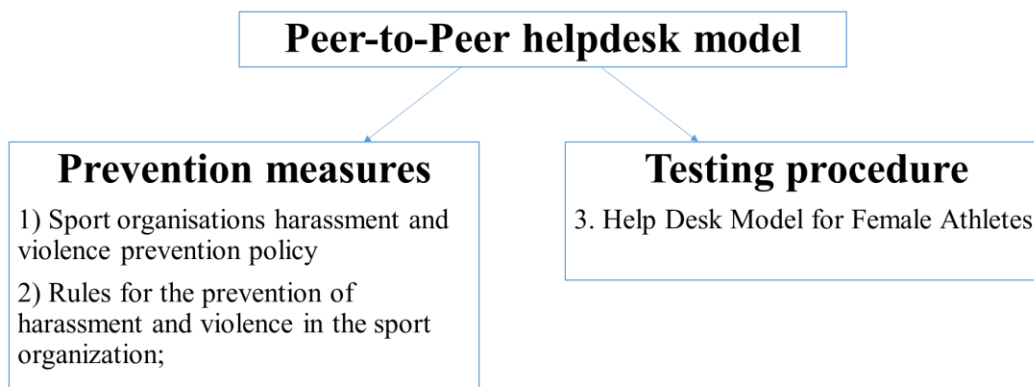 Peer-to-Peer helpdesk model
Prevention measures
1) Sport organisations harassment and
violence prevention policy
2) Rules for the prevention of
harassment and violence in the sport
organization;
Testing procedure
3. Help Desk Model for Female Athletes